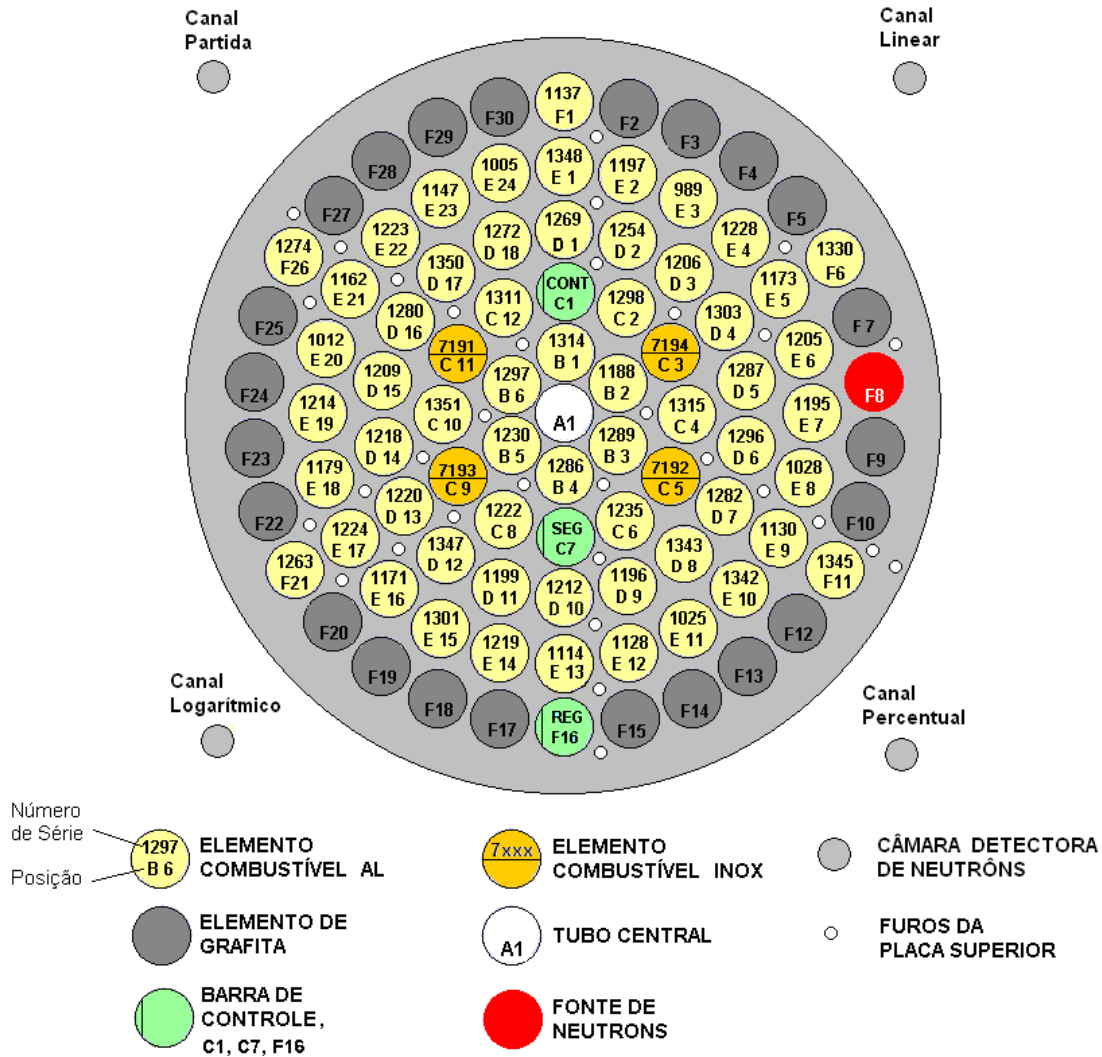 Canal
Partida
Canal
Linear
1137
F1
F2
F3
F4
F5
1330
F6
F7
F8
F9
F10
1345
F11
F12
F13
F14
F15
REG
F16
F17
F18
F19
F20
1263
F21
F22
F23
F24
F25
1274
F26
F27
F28
F29
F30
1348
E 1
1197
E 2
989
E 3
1228
E 4
1173
E 5
1205
E 6
1195
E 7
1028
E 8
1130
E 9
1342
E 10
1025
E 11
1128
E 12
1114
E 13
1219
E 14
1301
E 15
1171
E 16
1224
E 17
1179
E 18
1214
E 19
1012
E 20
1162
E 21
1223
E 22
1147
E 23
1005
E 24
1269
D 1
1254
D 2
1206
D 3
1303
D 4
1287
D 5
1296
D 6
1282
D 7
1343
D 8
1196
D 9
1212
D 10
1199
D 11
1347
D 12
1220
D 13
1218
D 14
1209
D 15
1280
D 16
1350
D 17
1272
D 18
CONT
C1
1298
C 2
7194
C 3
1315
C 4
7192
C 5
1235
C 6
SEG
C7
1222
C 8
7193
C 9
1351
C 10
7191
C 11
1311
C 12
1314
B 1
1188
B 2
1289
B 3
1286
B 4
1230
B 5
1297
B 6
A1
Canal
Logarítmico
Canal
Percentual
Número
de Série
Posição
1297
B 6
ELEMENTO
COMBUSTÍVEL AL
7xxx
ELEMENTO
COMBUSTÍVEL INOX
CÂMARA DETECTORA
DE NEUTRÔNS
ELEMENTO DE
GRAFITA
A1
TUBO CENTRAL
FUROS DA
PLACA SUPERIOR
BARRA DE
CONTROLE,
C1, C7, F16
FONTE DE
NEUTRONS